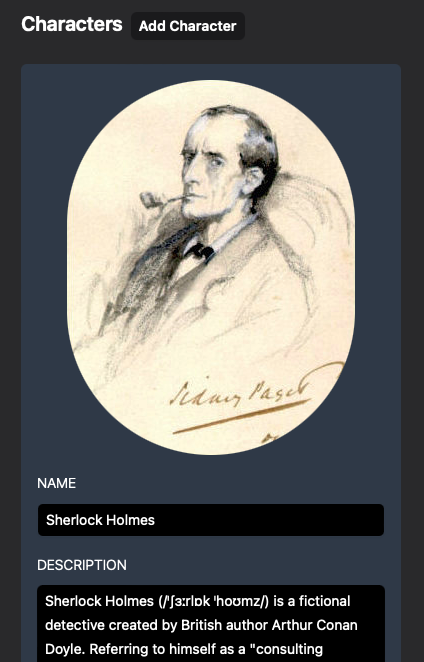 Characters Add Character
Sidney Paget
NAME
Sherlock Holmes
DESCRIPTION
Sherlock Holmes (/ˈʃɜːrlɒk ˈhoʊmz/) is a fictional
detective created by British author Arthur Conan
Doyle. Referring to himself as a "consulting